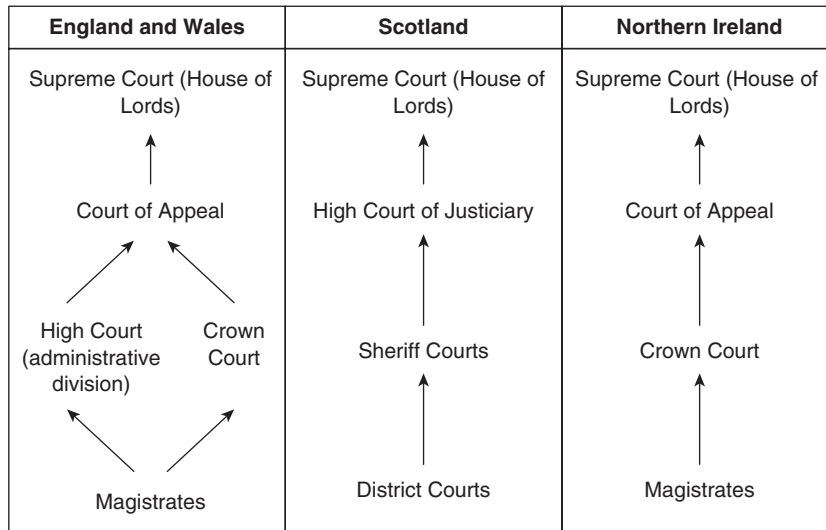 England and Wales
Supreme Court (House of
Lords)
Court of Appeal
High Court
(administrative
division)
Crown
Court
Magistrates
Scotland
Supreme Court (House of
Lords)
High Court of Justiciary
Sheriff Courts
District Courts
Northern Ireland
Supreme Court (House of
Lords)
Court of Appeal
Crown Court
Magistrates